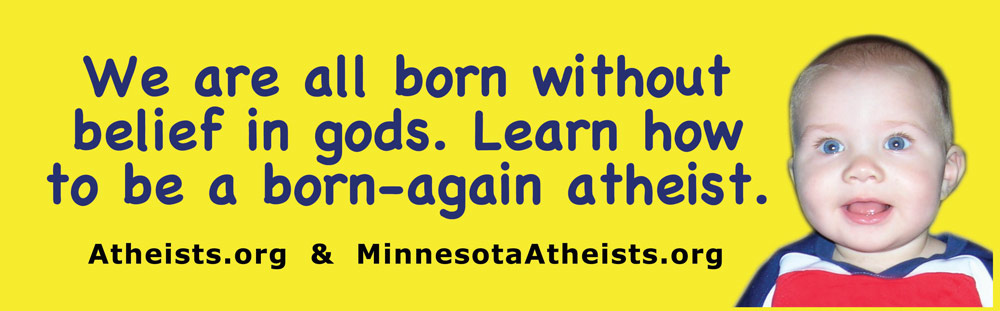 We are all born without
belief in gods. Learn how
to be a born-again atheist.
Atheists.org & MinnesotaAtheists.org